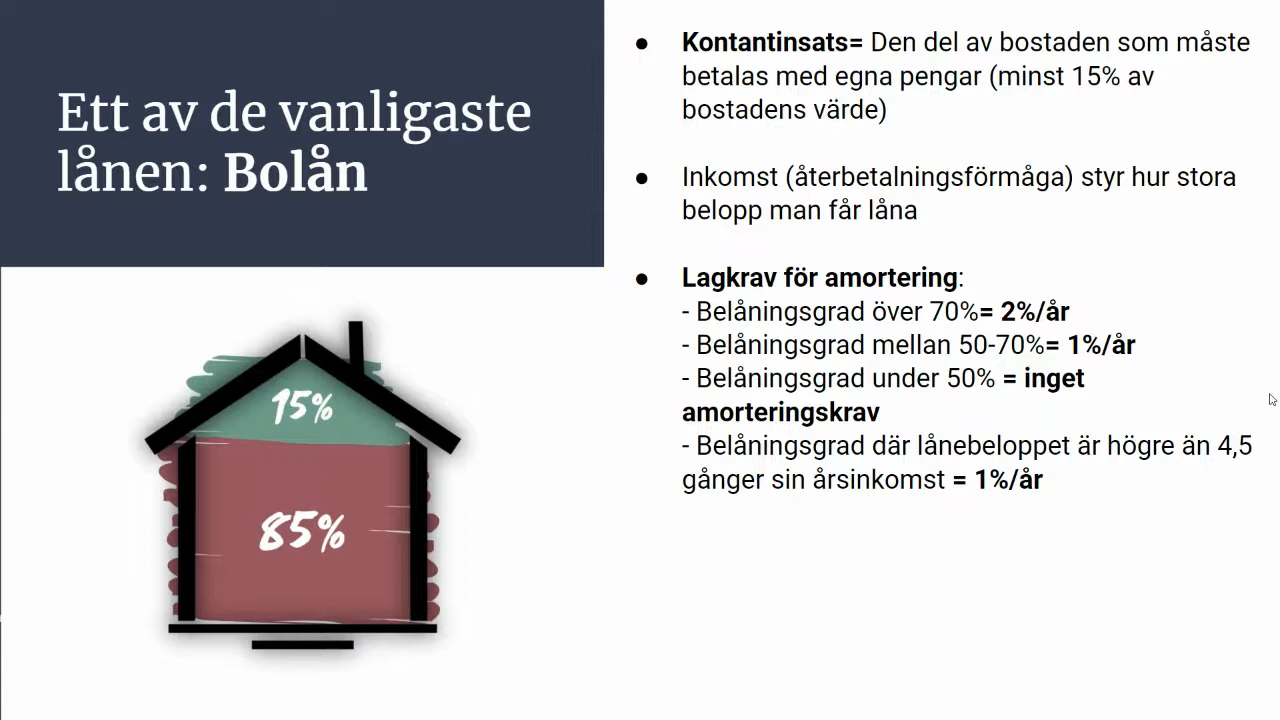 Ett av de vanligaste
lånen: Bolån
15%
85%
● Kontantinsats= Den del av bostaden som måste
betalas med egna pengar (minst 15% av
bostadens värde)
● Inkomst (återbetalningsförmåga) styr hur stora
belopp man får låna
● Lagkrav för amortering:
- Belåningsgrad över 70%= 2%/år
- Belåningsgrad mellan 50-70%= 1%/år
- Belåningsgrad under 50% = inget
amorteringskrav
- Belåningsgrad där lånebeloppet är högre än 4,5
gånger sin årsinkomst = 1%/år